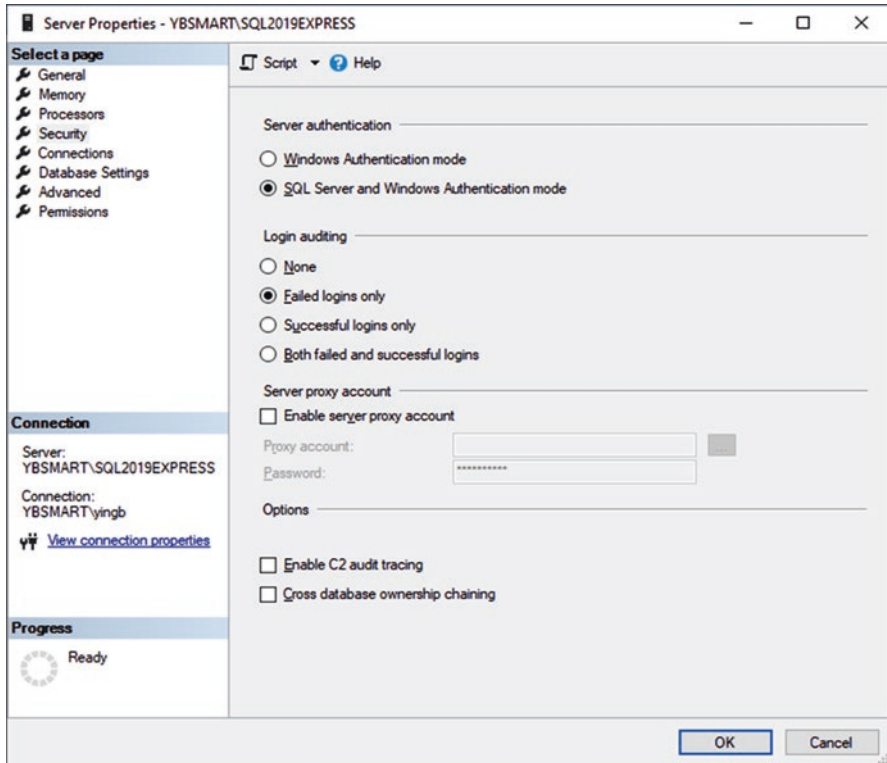 Server Properties - YBSMART\SQL2019EXPRESS
Select a page
General
Memory
Processors
Security
Connections
Database Settings
Advanced
Permissions
Connection
Server:
YBSMART\SQL2019EXPRESS
Connection:
YBSMART\yingb
View connection properties
Progress
Ready
Script
Help
Server authentication
Windows Authentication mode
SQL Server and Windows Authentication mode
Login auditing
None
Failed logins only
Successful logins only
Both failed and successful logins
Server proxy account
Enable server proxy account
Proxy account:
...
Password: **********
Options
Enable C2 audit tracing
Cross database ownership chaining
OK
Cancel